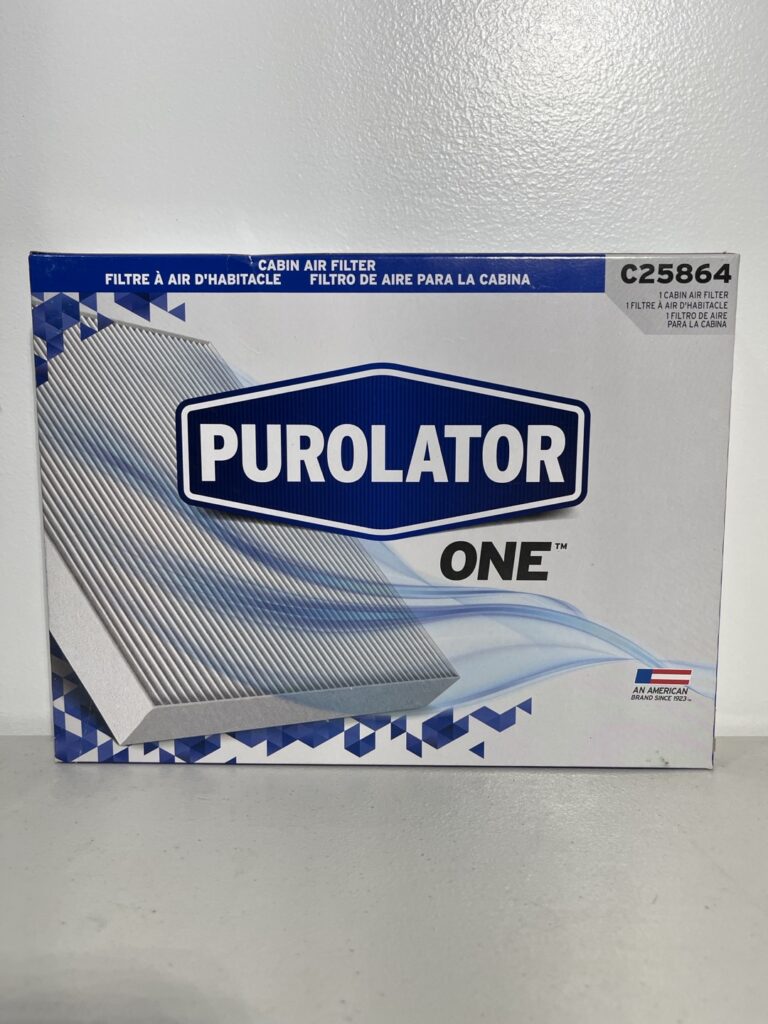 CABIN AIR FILTER
FILTRE À AIR D'HABITACLE FILTRO DE AIRE PARA LA CABINA
C25864
1 CABIN AIR FILTER
1 FILTRE À AIR D'HABITACLE
1 FILTRO DE AIRE
PARA LA CABINA
PUROLATOR
ONE™
AN AMERICAN
BRAND SINCE 1923™